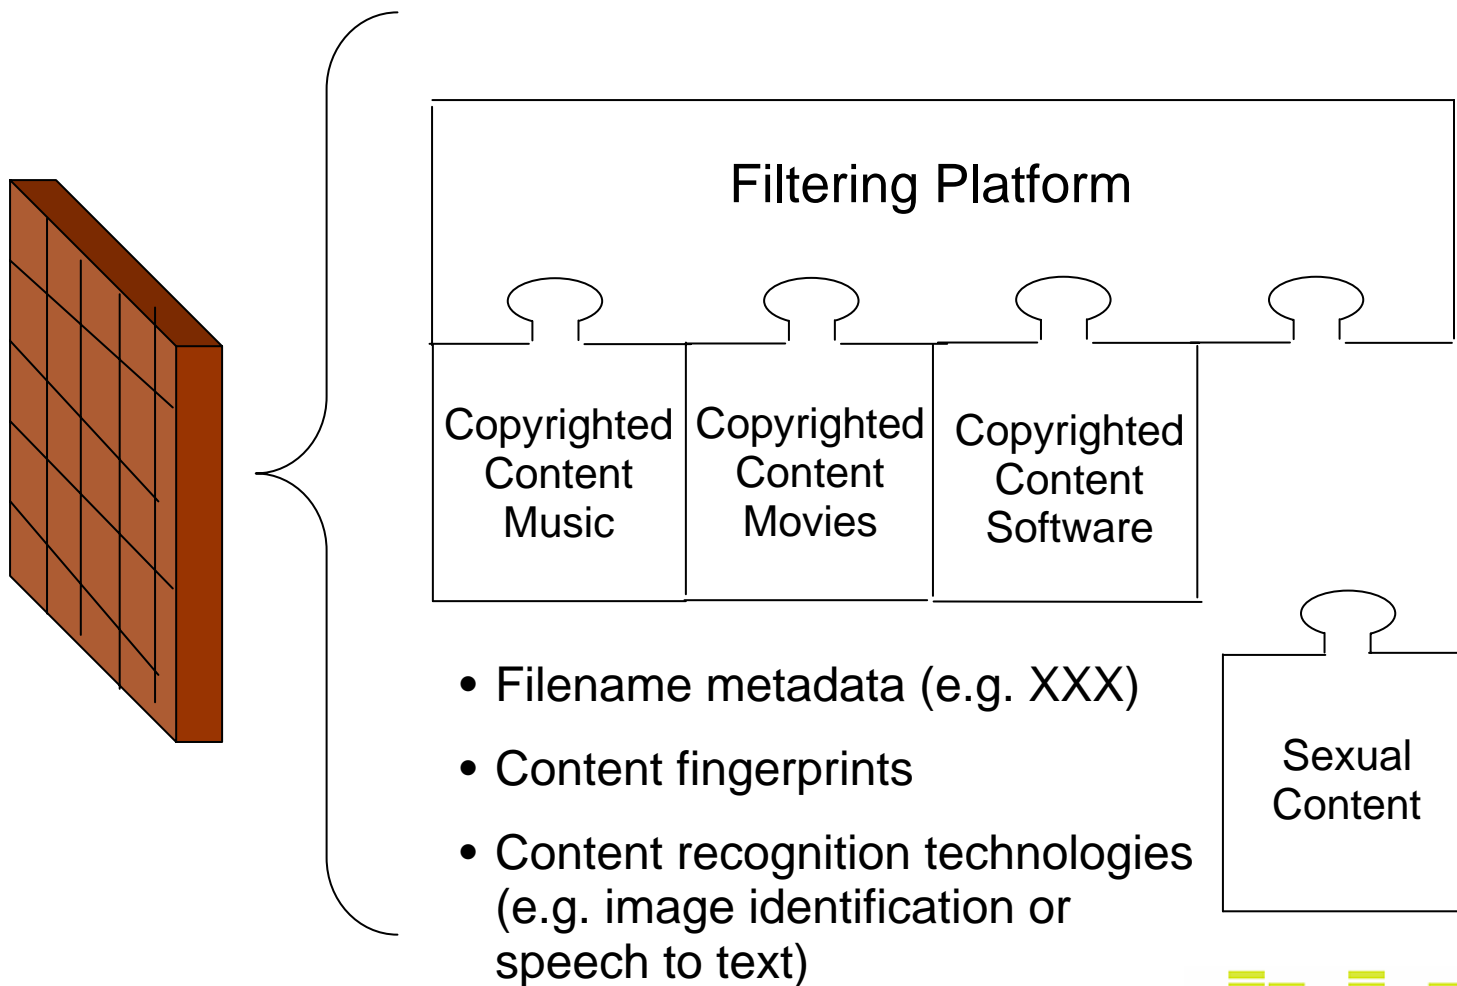 Filtering Platform
Copyrighted
Content
Music
Copyrighted
Content
Movies
Copyrighted
Content
Software
• Filename metadata (e.g. XXX)
• Content fingerprints
• Content recognition technologies
(e.g. image identification or
speech to text)
Sexual
Content